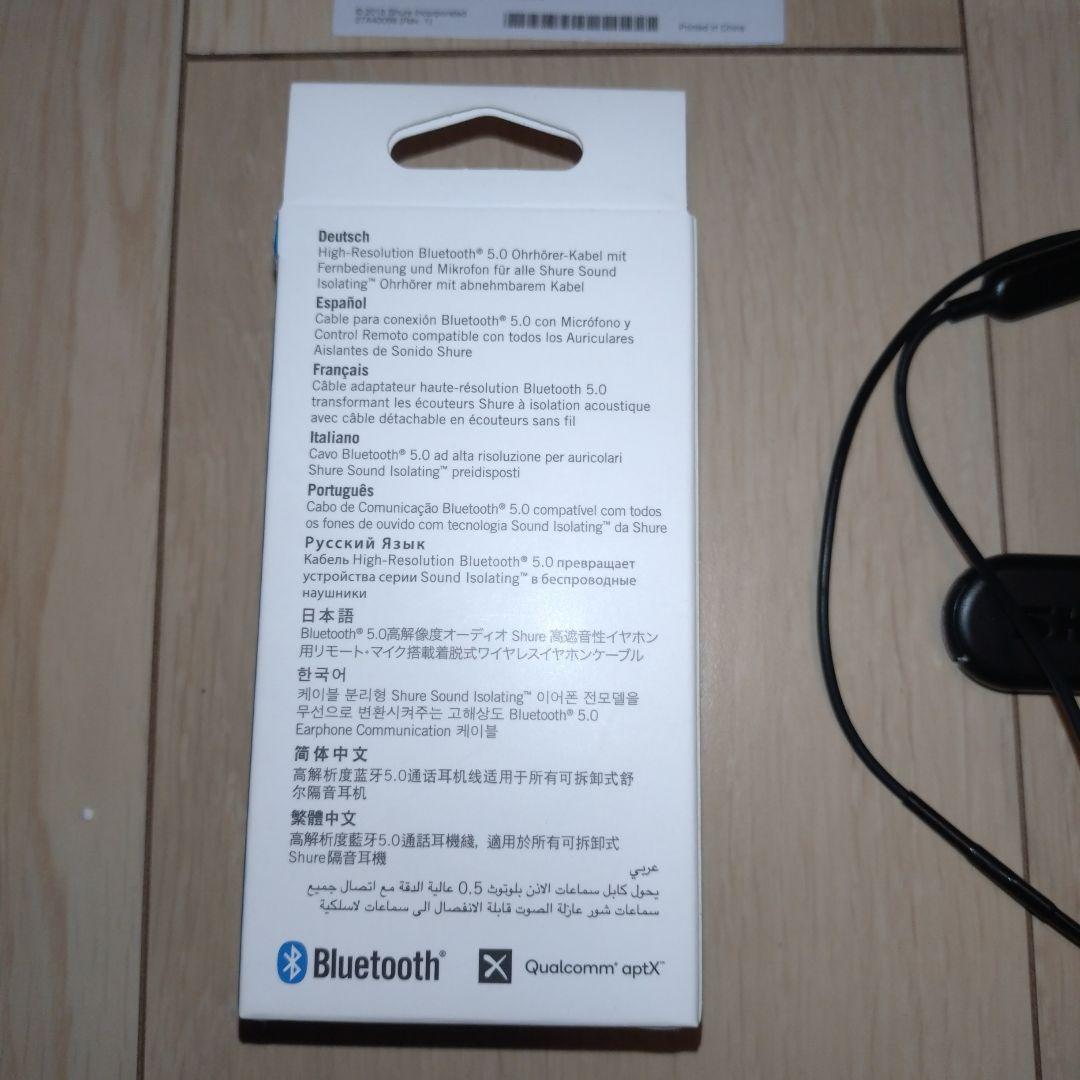 © 2018 Shure Incorporated
27A40096 (Rev. 1)
Printed in China
Deutsch
High-Resolution Bluetooth® 5.0 Ohrhörer-Kabel mit
Fernbedienung und Mikrofon für alle Shure Sound
Isolating™ Ohrhörer mit abnehmbarem Kabel
Español
Cable para conexión Bluetooth® 5.0 con Micrófono y
Control Remoto compatible con todos los Auriculares
Aislantes de Sonido Shure
Français
Câble adaptateur haute-résolution Bluetooth 5.0
transformant les écouteurs Shure à isolation acoustique
avec câble détachable en écouteurs sans fil
Italiano
Cavo Bluetooth® 5.0 ad alta risoluzione per auricolari
Shure Sound Isolating™ preidisposti
Português
Cabo de Comunicação Bluetooth® 5.0 compatível com todos
os fones de ouvido com tecnologia Sound Isolating™ da Shure
Русский Язык
Кабель High-Resolution Bluetooth® 5.0 превращает
устройства серии Sound Isolating™ в беспроводные
наушники
日本語
Bluetooth® 5.0高解像度オーディオ Shure 高遮音性イヤホン
用リモート・マイク搭載着脱式ワイヤレスイヤホンケーブル
한국어
케이블 분리형 Shure Sound Isolating™ 이어폰 전모델을
무선으로 변환시켜주는 고해상도 Bluetooth® 5.0
Earphone Communication 케이블
简体中文
高解析度蓝牙5.0通话耳机线适用于所有可拆卸式舒
尔隔音耳机
繁體中文
高解析度藍牙5.0通話耳機綫, 適用於所有可拆卸式
Shure隔音耳機
عربي
يحول كابل سماعات الاذن بلوتوث 0.5 عالية الدقة مع اتصال جميع
سماعات شور عازلة الصوت قابلة الانفصال الى سماعات لاسلكية
Bluetooth®
Qualcomm® aptX™